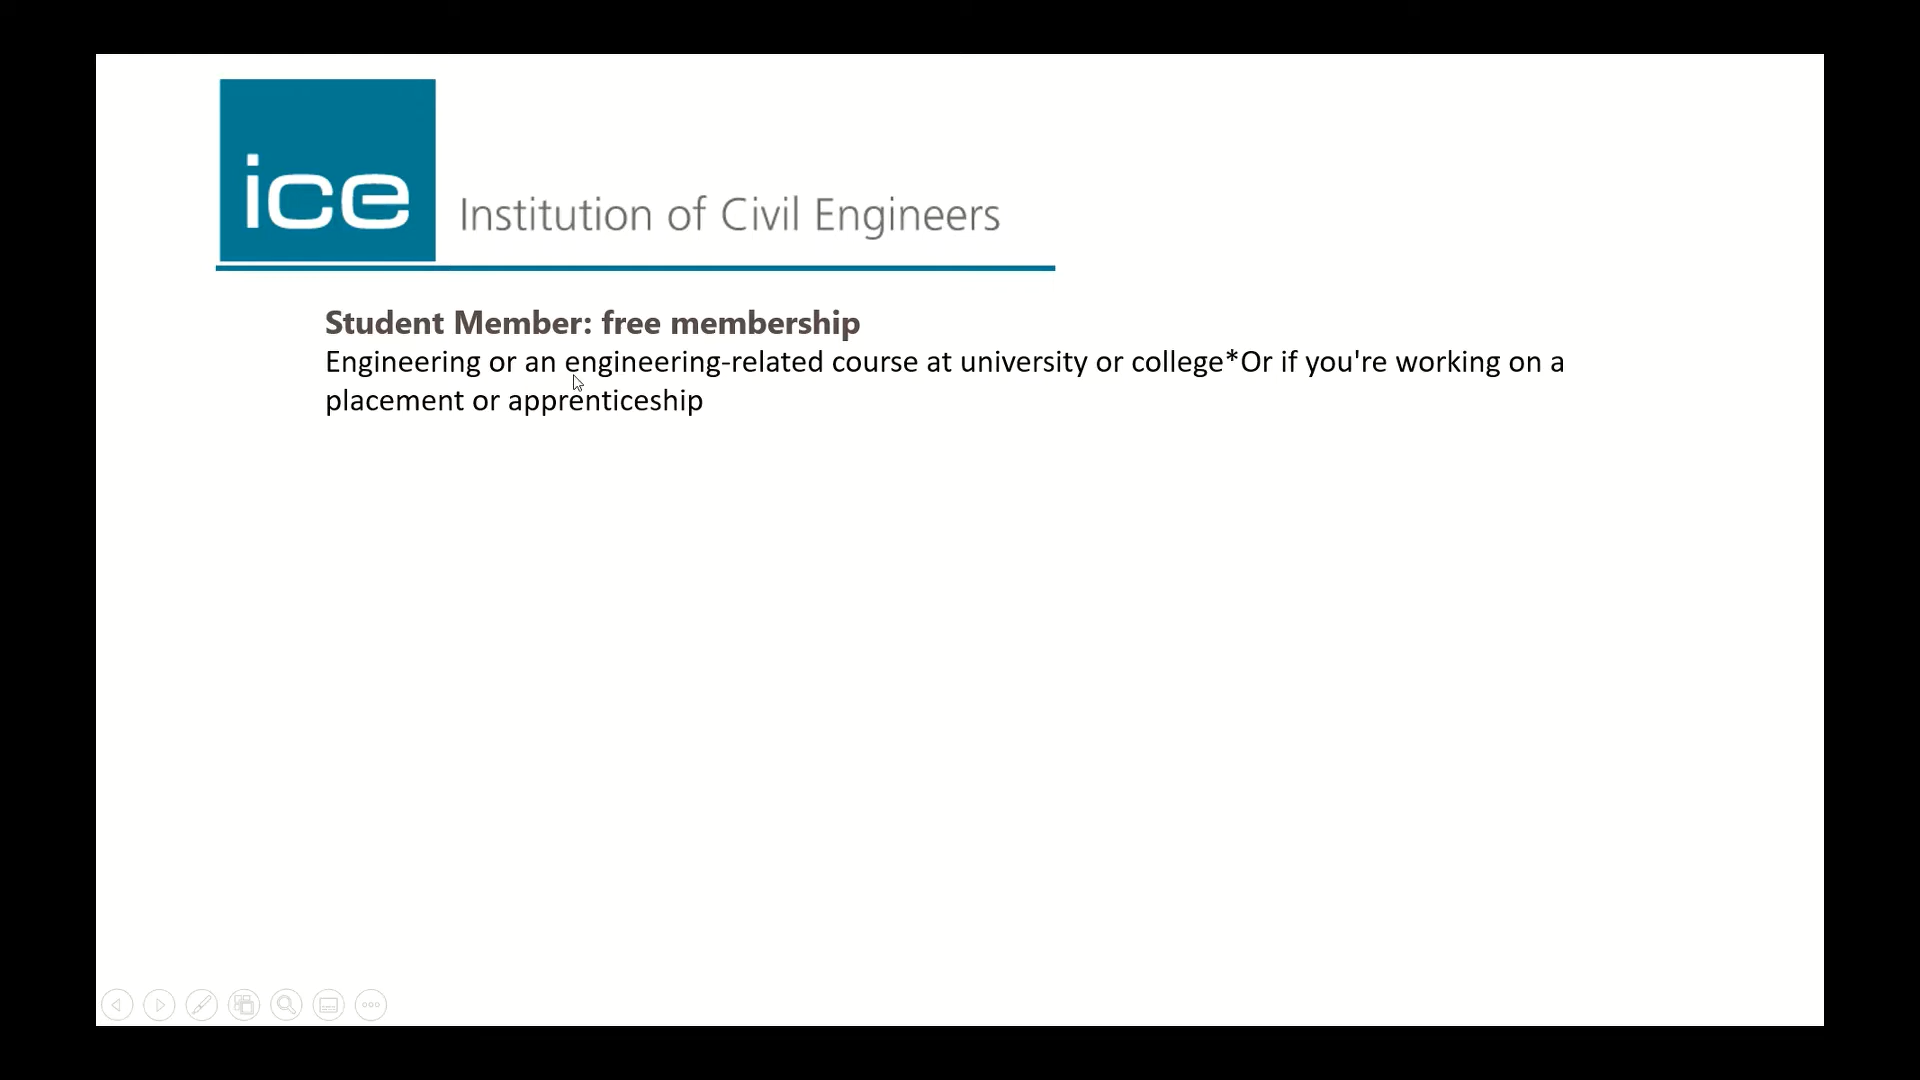 ice
Institution of Civil Engineers
Student Member: free membership
Engineering or an engineering-related course at university or college*Or if you're working on a
placement or apprenticeship